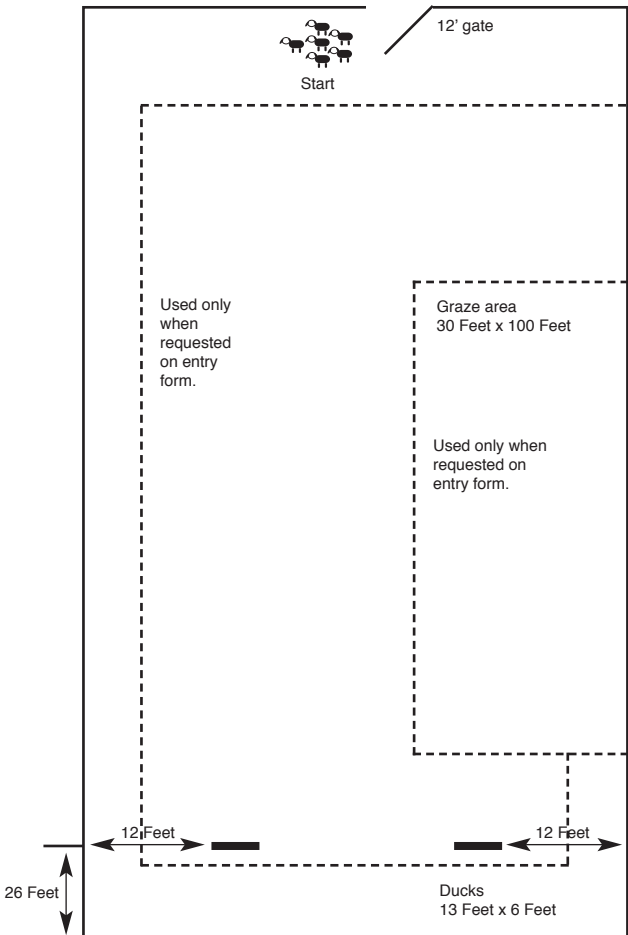 12' gate
Start
Used only
when
requested
on entry
form.
Graze area
30 Feet x 100 Feet
Used only when
requested on
entry form.
12 Feet
12 Feet
26 Feet
Ducks
13 Feet x 6 Feet